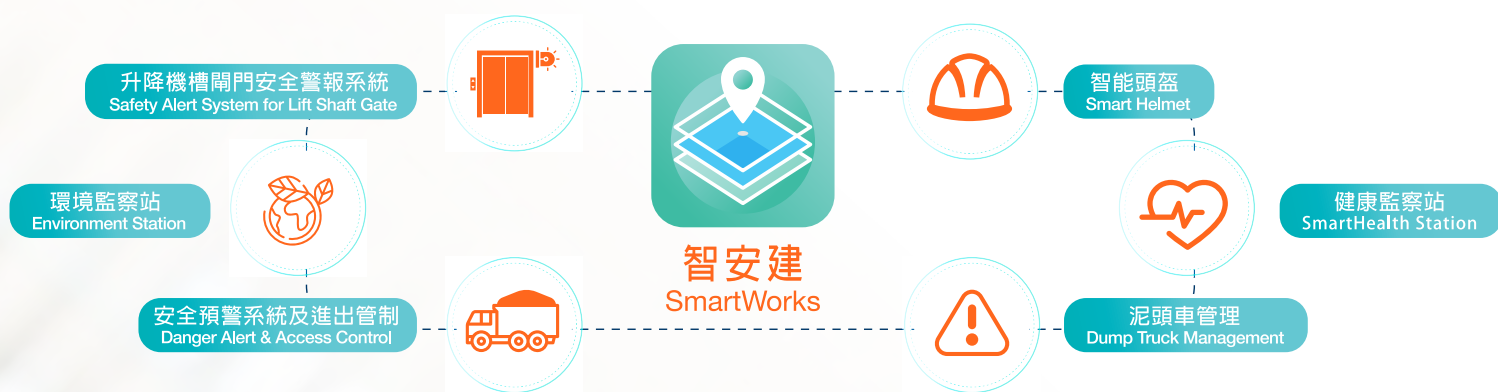 升降機槽閘門安全警報系統
Safety Alert System for Lift Shaft Gate
智能頭盔
Smart Helmet
環境監察站
Environment Station
健康監察站
SmartHealth Station
智安建
SmartWorks
安全預警系統及進出管制
Danger Alert & Access Control
泥頭車管理
Dump Truck Management